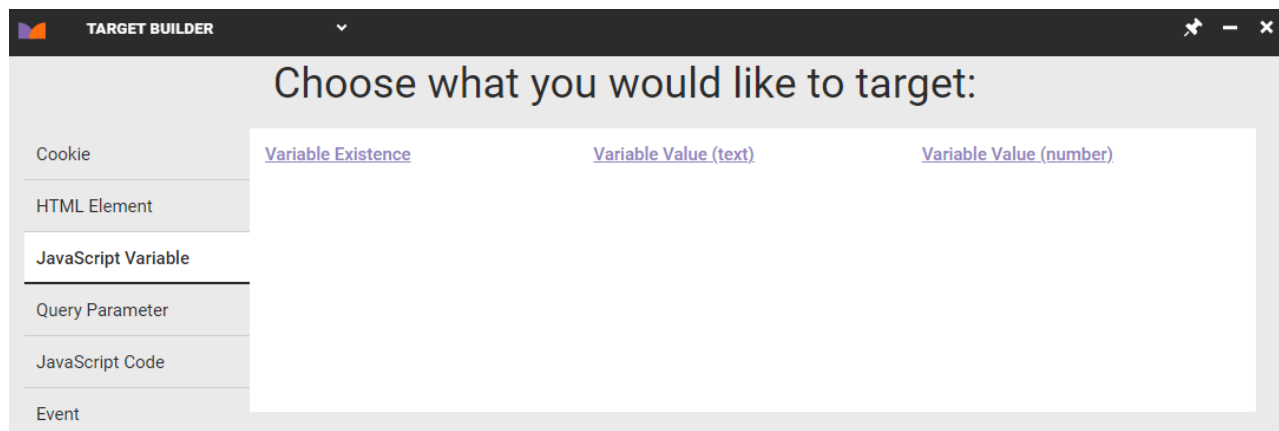 TARGET BUILDER
Choose what you would like to target:
Cookie
HTML Element
JavaScript Variable
Query Parameter
JavaScript Code
Event
Variable Existence
Variable Value (text)
Variable Value (number)